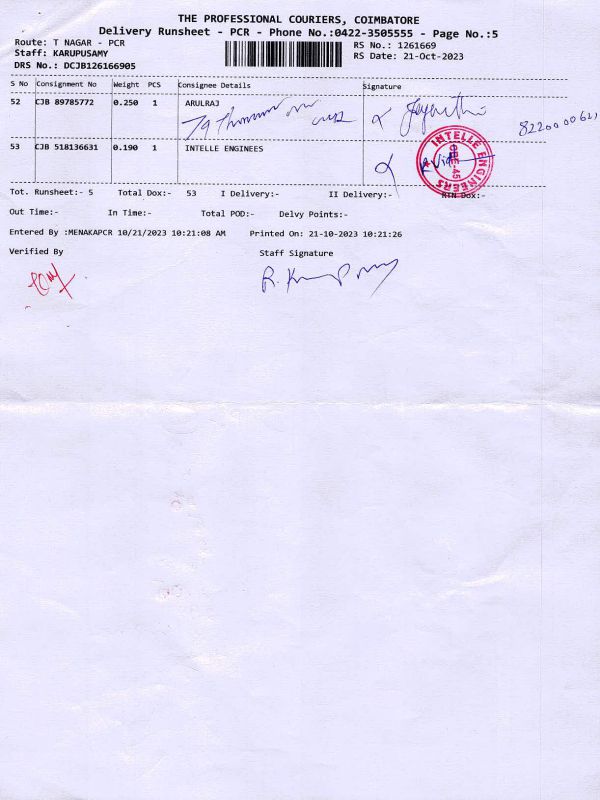 THE PROFESSIONAL COURIERS, COIMBATORE
Delivery Runsheet - PCR - Phone No.:0422-3505555 - Page No.:5
Route: T NAGAR - PCR
RS No.: 1261669
Staff: KARUPUSAMY
RS Date: 21-Oct-2023
DRS No.: DCJB126166905
S No Consignment No Weight PCS Consignee Details Signature
52 CJB 89785772 0.250 1 ARULRAJ
79
53 CJB 518136631 0.190 1 INTELLE ENGINEES
INTELLE ENGINEERS
CBE-45
Tot. Runsheet:- 5 Total Dox:- 53 I Delivery:- II Delivery:- RTN Dox:-
Out Time:- In Time:- Total POD:- Delvy Points:-
Entered By :MENAKAPCR 10/21/2023 10:21:08 AM Printed On: 21-10-2023 10:21:26
Verified By Staff Signature